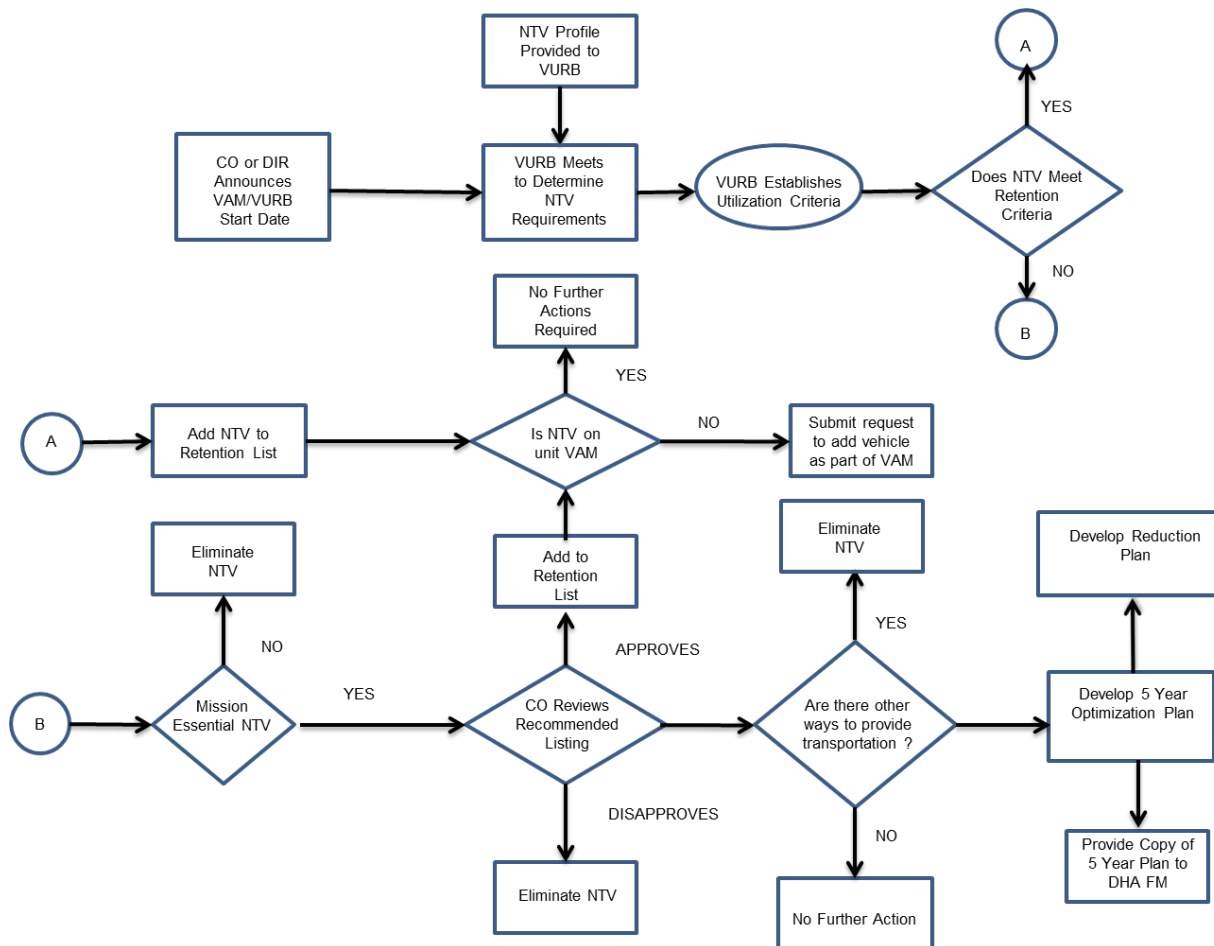 NTV Profile
Provided to
VURB
A
YES
CO or DIR
Announces
VAM/VURB
Start Date
VURB Meets
to Determine
NTV
Requirements
VURB Establishes
Utilization Criteria
Does NTV Meet
Retention
Criteria
NO
B
No Further
Actions
Required
YES
A
Add NTV to
Retention List
Is NTV on
unit VAM
NO
Submit request
to add vehicle
as part of VAM
Eliminate
NTV
Add to
Retention
List
Eliminate
NTV
Develop Reduction
Plan
NO
APPROVES
YES
B
Mission
Essential NTV
YES
CO Reviews
Recommended
Listing
Are there other
ways to provide
transportation ?
Develop 5 Year
Optimization Plan
DISAPPROVES
NO
Eliminate NTV
No Further Action
Provide Copy of
5 Year Plan to
DHA FM